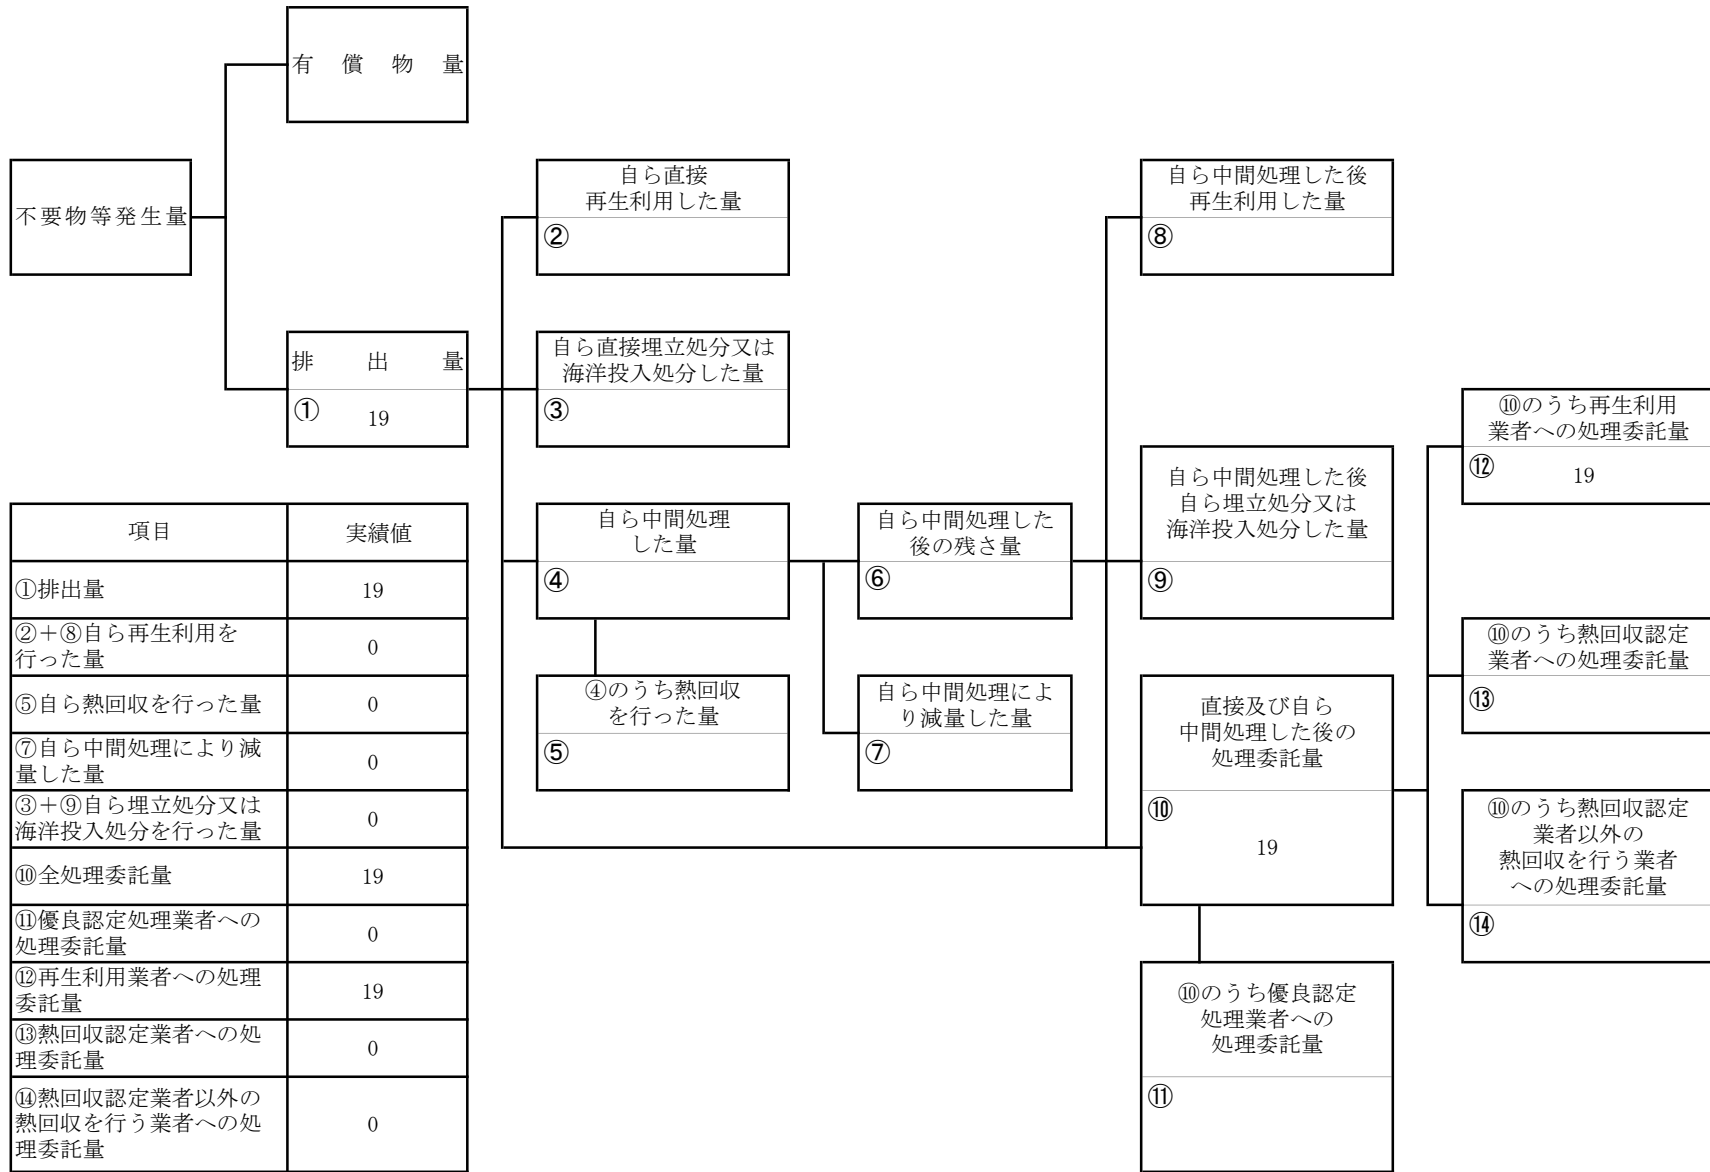 有償物量
不要物等発生量
排出量
① 19
自ら直接
再生利用した量
②
自ら直接埋立処分又は
海洋投入処分した量
③
自ら中間処理
した量
④
④のうち熱回収
を行った量
⑤
自ら中間処理した
後の残さ量
⑥
自ら中間処理によ
り減量した量
⑦
自ら中間処理した後
再生利用した量
⑧
自ら中間処理した後
自ら埋立処分又は
海洋投入処分した量
⑨
直接及び自ら
中間処理した後の
処理委託量
⑩
19
⑩のうち優良認定
処理業者への
処理委託量
⑪
⑩のうち再生利用
業者への処理委託量
⑫ 19
⑩のうち熱回収認定
業者への処理委託量
⑬
⑩のうち熱回収認定
業者以外の
熱回収を行う業者
への処理委託量
⑭
項目 実績値
①排出量 19
②+⑧自ら再生利用を
行った量 0
⑤自ら熱回収を行った量 0
⑦自ら中間処理により減
量した量 0
③+⑨自ら埋立処分又は
海洋投入処分を行った量 0
⑩全処理委託量 19
⑪優良認定処理業者への
処理委託量 0
⑫再生利用業者への処理
委託量 19
⑬熱回収認定業者への処
理委託量 0
⑭熱回収認定業者以外の
熱回収を行う業者への処
理委託量 0